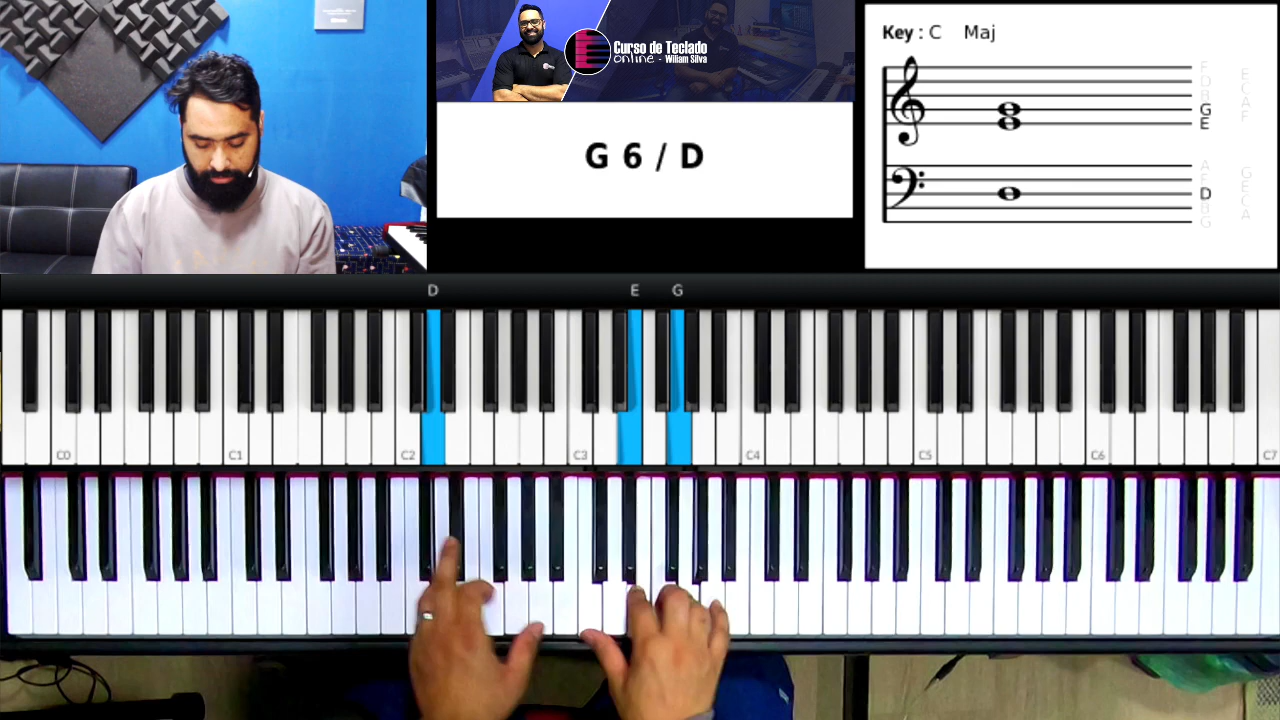 Curso de Teclado
online - Wiliam Silva
G 6 / D
Key : C Maj
F
D
B
G
E
E
C
A
F
A
F
D
B
G
G
E
C
A
D E G
C0 C1 C2 C3 C4 C5 C6 C7